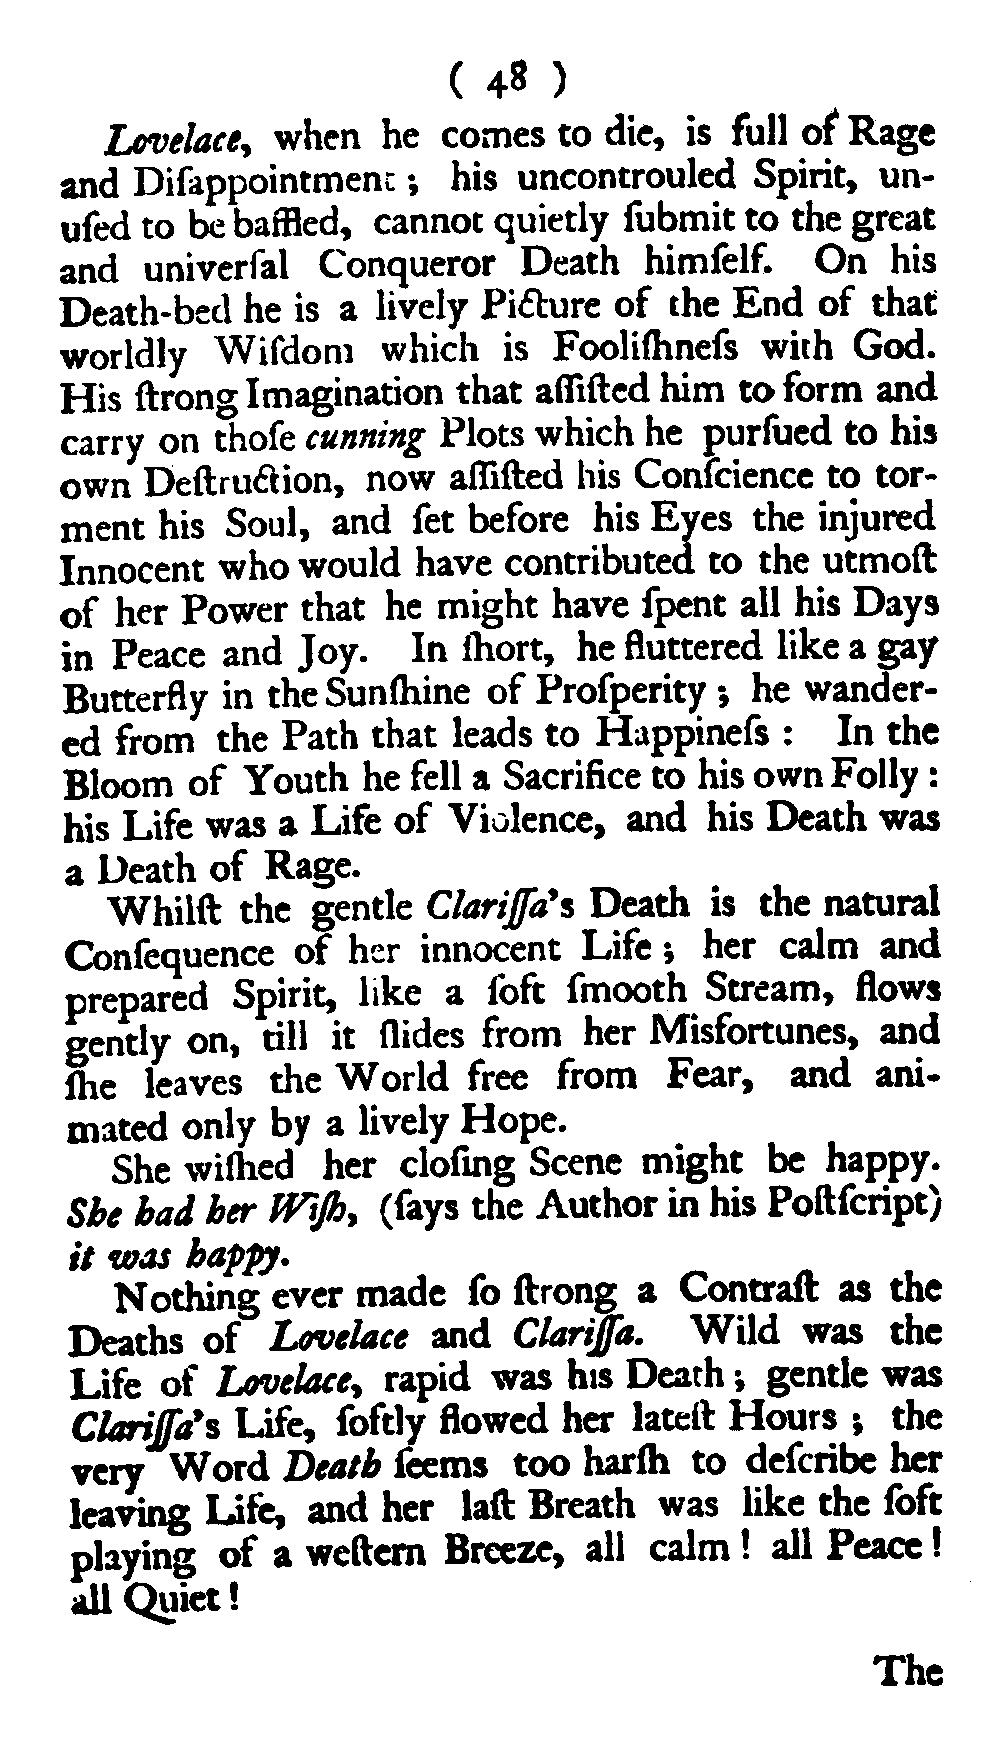 ( 48 )
Lovelace, when he comes to die, is full of Rage
and Diſappointment ; his uncontrouled Spirit, un-
uſed to be baffled, cannot quietly ſubmit to the great
and univerſal Conqueror Death himſelf. On his
Death-bed he is a lively Picture of the End of that
worldly Wiſdom which is Fooliſhneſs with God.
His ſtrong Imagination that aſſiſted him to form and
carry on thoſe cunning Plots which he purſued to his
own Deſtruction, now aſſiſted his Conſcience to tor-
ment his Soul, and ſet before his Eyes the injured
Innocent who would have contributed to the utmoſt
of her Power that he might have ſpent all his Days
in Peace and Joy. In ſhort, he fluttered like a gay
Butterfly in the Sunſhine of Proſperity ; he wander-
ed from the Path that leads to Happineſs : In the
Bloom of Youth he fell a Sacrifice to his own Folly :
his Life was a Life of Violence, and his Death was
a Death of Rage.
Whilſt the gentle Clariſſa's Death is the natural
Conſequence of her innocent Life ; her calm and
prepared Spirit, like a ſoft ſmooth Stream, flows
gently on, till it ſlides from her Misfortunes, and
ſhe leaves the World free from Fear, and ani-
mated only by a lively Hope.
She wiſhed her cloſing Scene might be happy.
She had her Wiſh, (ſays the Author in his Poſtſcript)
it was happy.
Nothing ever made ſo ſtrong a Contraſt as the
Deaths of Lovelace and Clariſſa. Wild was the
Life of Lovelace, rapid was his Death ; gentle was
Clariſſa's Life, ſoftly flowed her lateſt Hours ; the
very Word Death ſeems too harſh to deſcribe her
leaving Life, and her laſt Breath was like the ſoft
playing of a weſtern Breeze, all calm ! all Peace !
all Quiet !
The